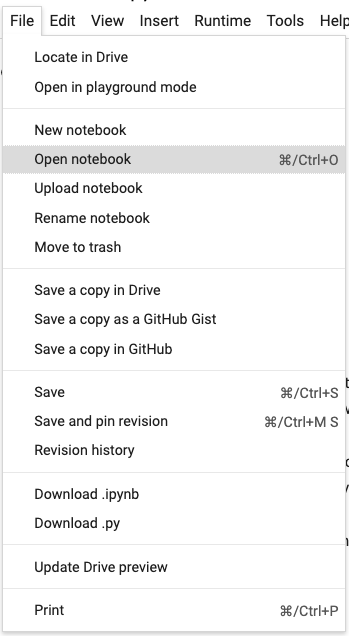 File Edit View Insert Runtime Tools Help
Locate in Drive
Open in playground mode
New notebook
Open notebook ⌘/Ctrl+O
Upload notebook
Rename notebook
Move to trash
Save a copy in Drive
Save a copy as a GitHub Gist
Save a copy in GitHub
Save ⌘/Ctrl+S
Save and pin revision ⌘/Ctrl+M S
Revision history
Download .ipynb
Download .py
Update Drive preview
Print ⌘/Ctrl+P